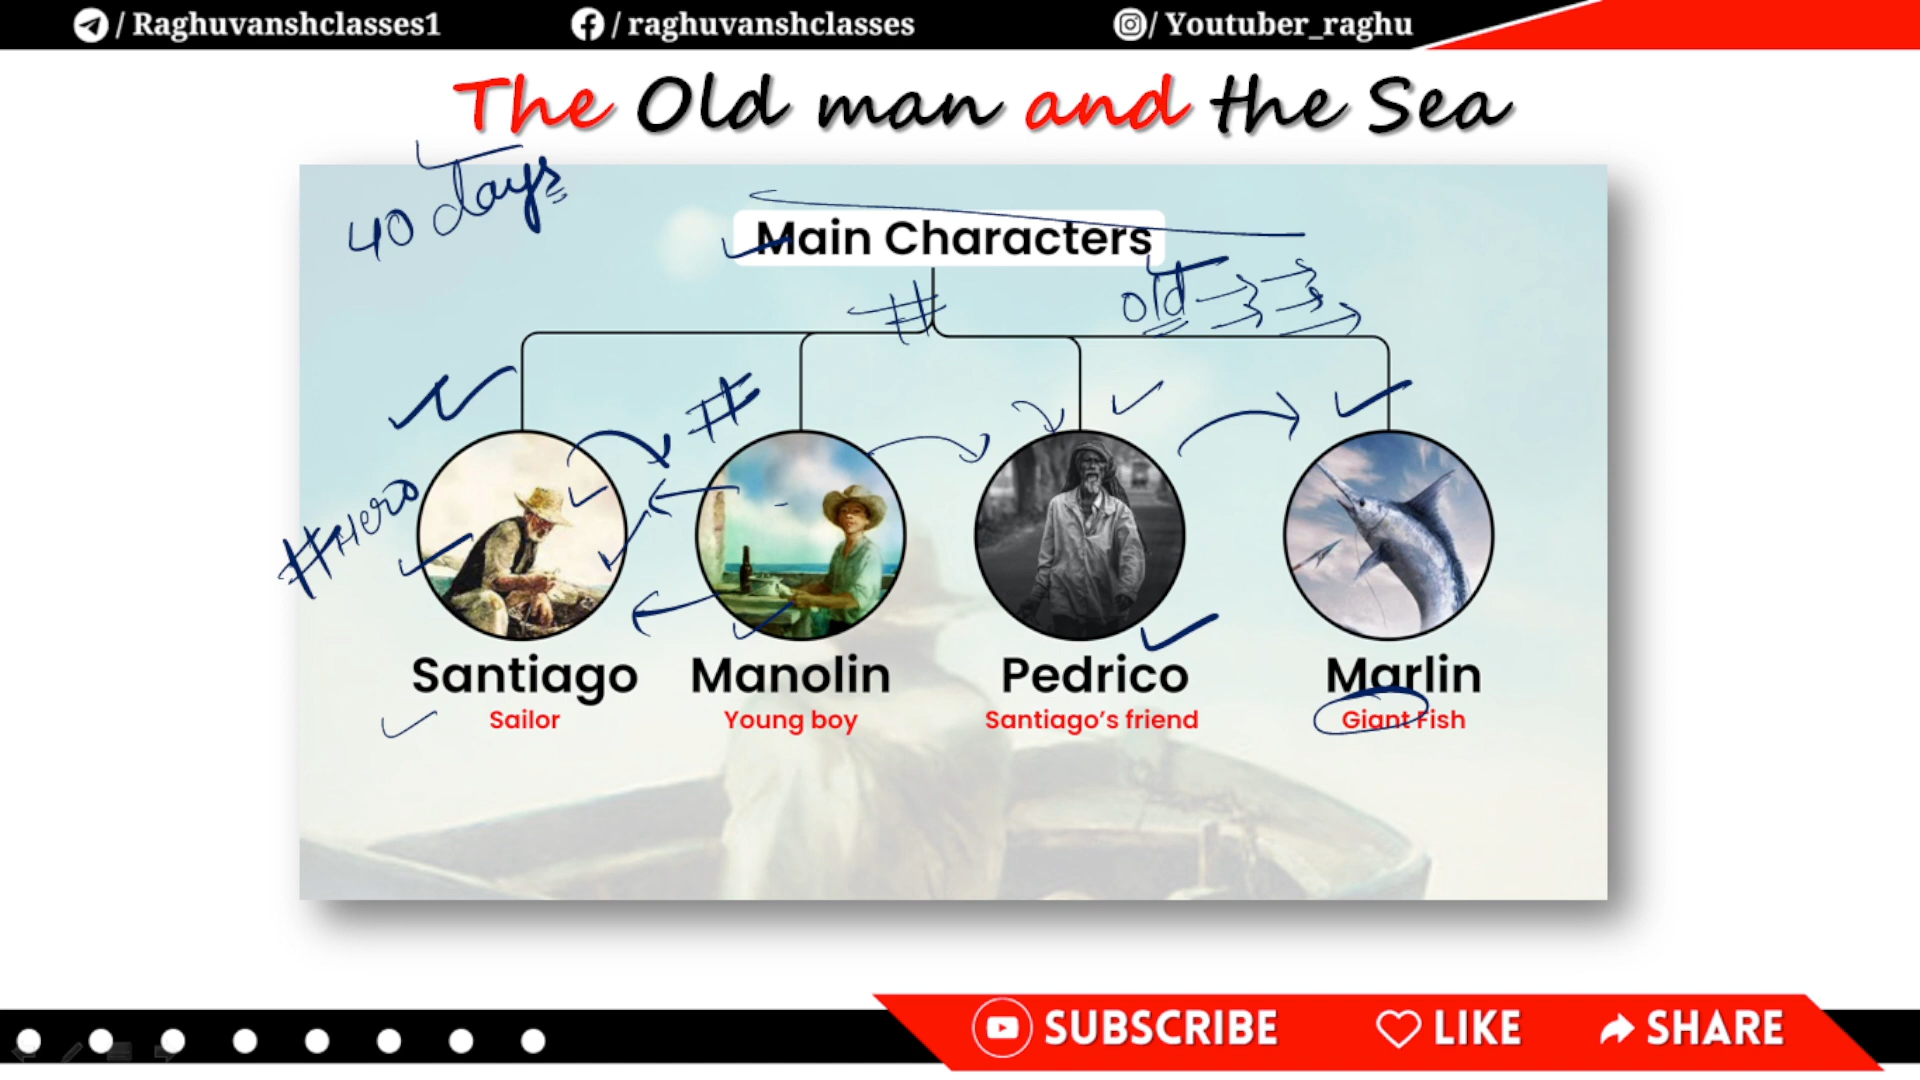 / Raghuvanshclasses1 / raghuvanshclasses / Youtuber_raghu
The Old man and the Sea
40 days
Main Characters
#
old
#
#Hero
Santiago Manolin Pedrico Marlin
Sailor Young boy Santiago's friend Giant Fish
SUBSCRIBE LIKE SHARE